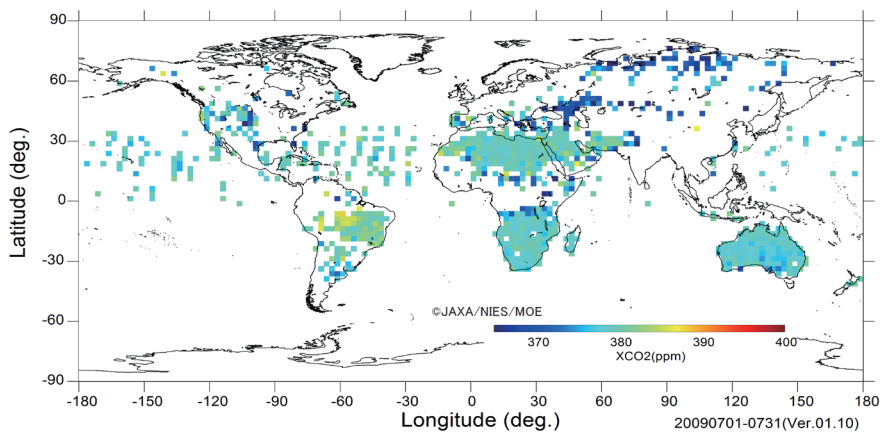 90
60
30
0
-30
-60
-90
Latitude (deg.)
©JAXA/NIES/MOE
370 380 390 400
XCO2(ppm)
-180 -150 -120 -90 -60 -30 0 30 60 90 120 150 180
Longitude (deg.)
20090701-0731(Ver.01.10)